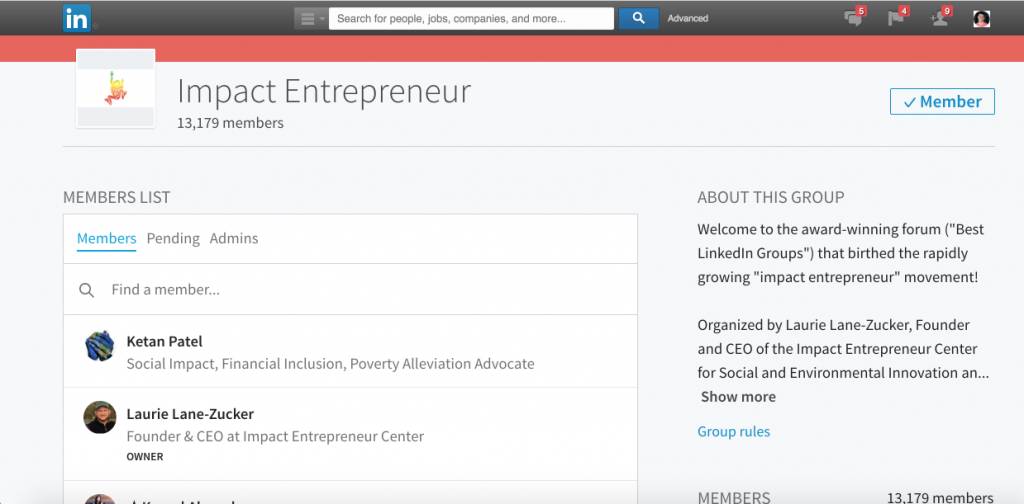 in
Search for people, jobs, companies, and more...
Advanced
5
4
9
Impact Entrepreneur
13,179 members
Member
MEMBERS LIST
Members Pending Admins
Find a member...
Ketan Patel
Social Impact, Financial Inclusion, Poverty Alleviation Advocate
Laurie Lane-Zucker
Founder & CEO at Impact Entrepreneur Center
OWNER
ABOUT THIS GROUP
Welcome to the award-winning forum ("Best
LinkedIn Groups") that birthed the rapidly
growing "impact entrepreneur" movement!
Organized by Laurie Lane-Zucker, Founder
and CEO of the Impact Entrepreneur Center
for Social and Environmental Innovation an...
Show more
Group rules
MEMBERS 13,179 members